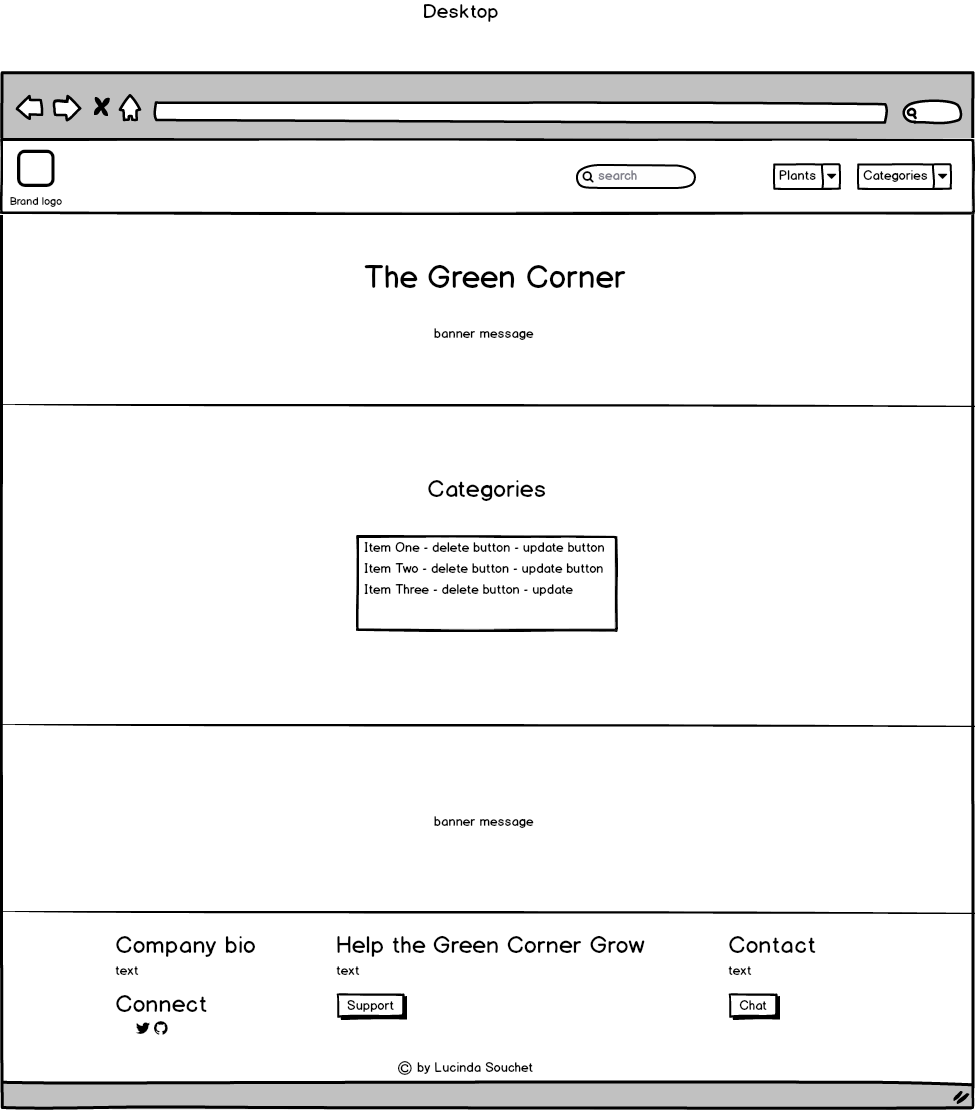 Desktop
search
Plants
Categories
Brand logo
The Green Corner
banner message
Categories
Item One - delete button - update button
Item Two - delete button - update button
Item Three - delete button - update
banner message
Company bio
text
Connect
Help the Green Corner Grow
text
Support
Contact
text
Chat
© by Lucinda Souchet